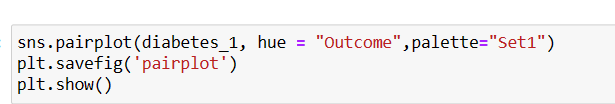 sns.pairplot(diabetes_1, hue = "Outcome",palette="Set1")
plt.savefig('pairplot')
plt.show()